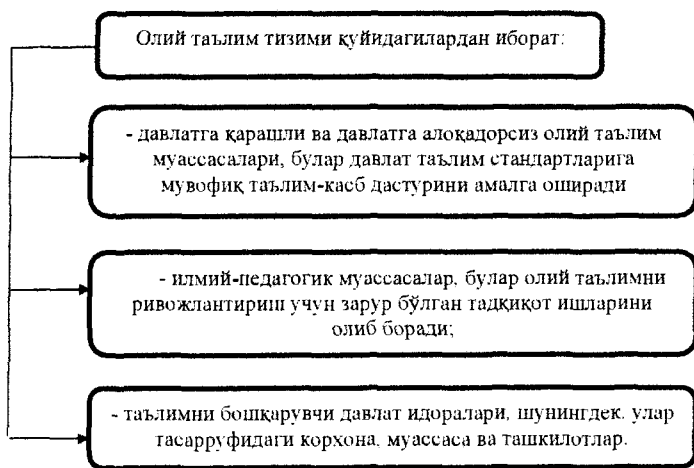 Олий таълим тизими қуйидагилардан иборат:
- давлатга қарашли ва давлатга алоқадорсиз олий таълим
муассасалари, булар давлат таълим стандартларига
мувофиқ таълим-касб дастурини амалга оширади
- илмий-педагогик муассасалар, булар олий таълимни
ривожлантириш учун зарур бўлган тадқиқот ишларини
олиб боради;
- таълимни бошқарувчи давлат идоралари, шунингдек. улар
тасарруфидаги корхона. муассаса ва ташкилотлар.